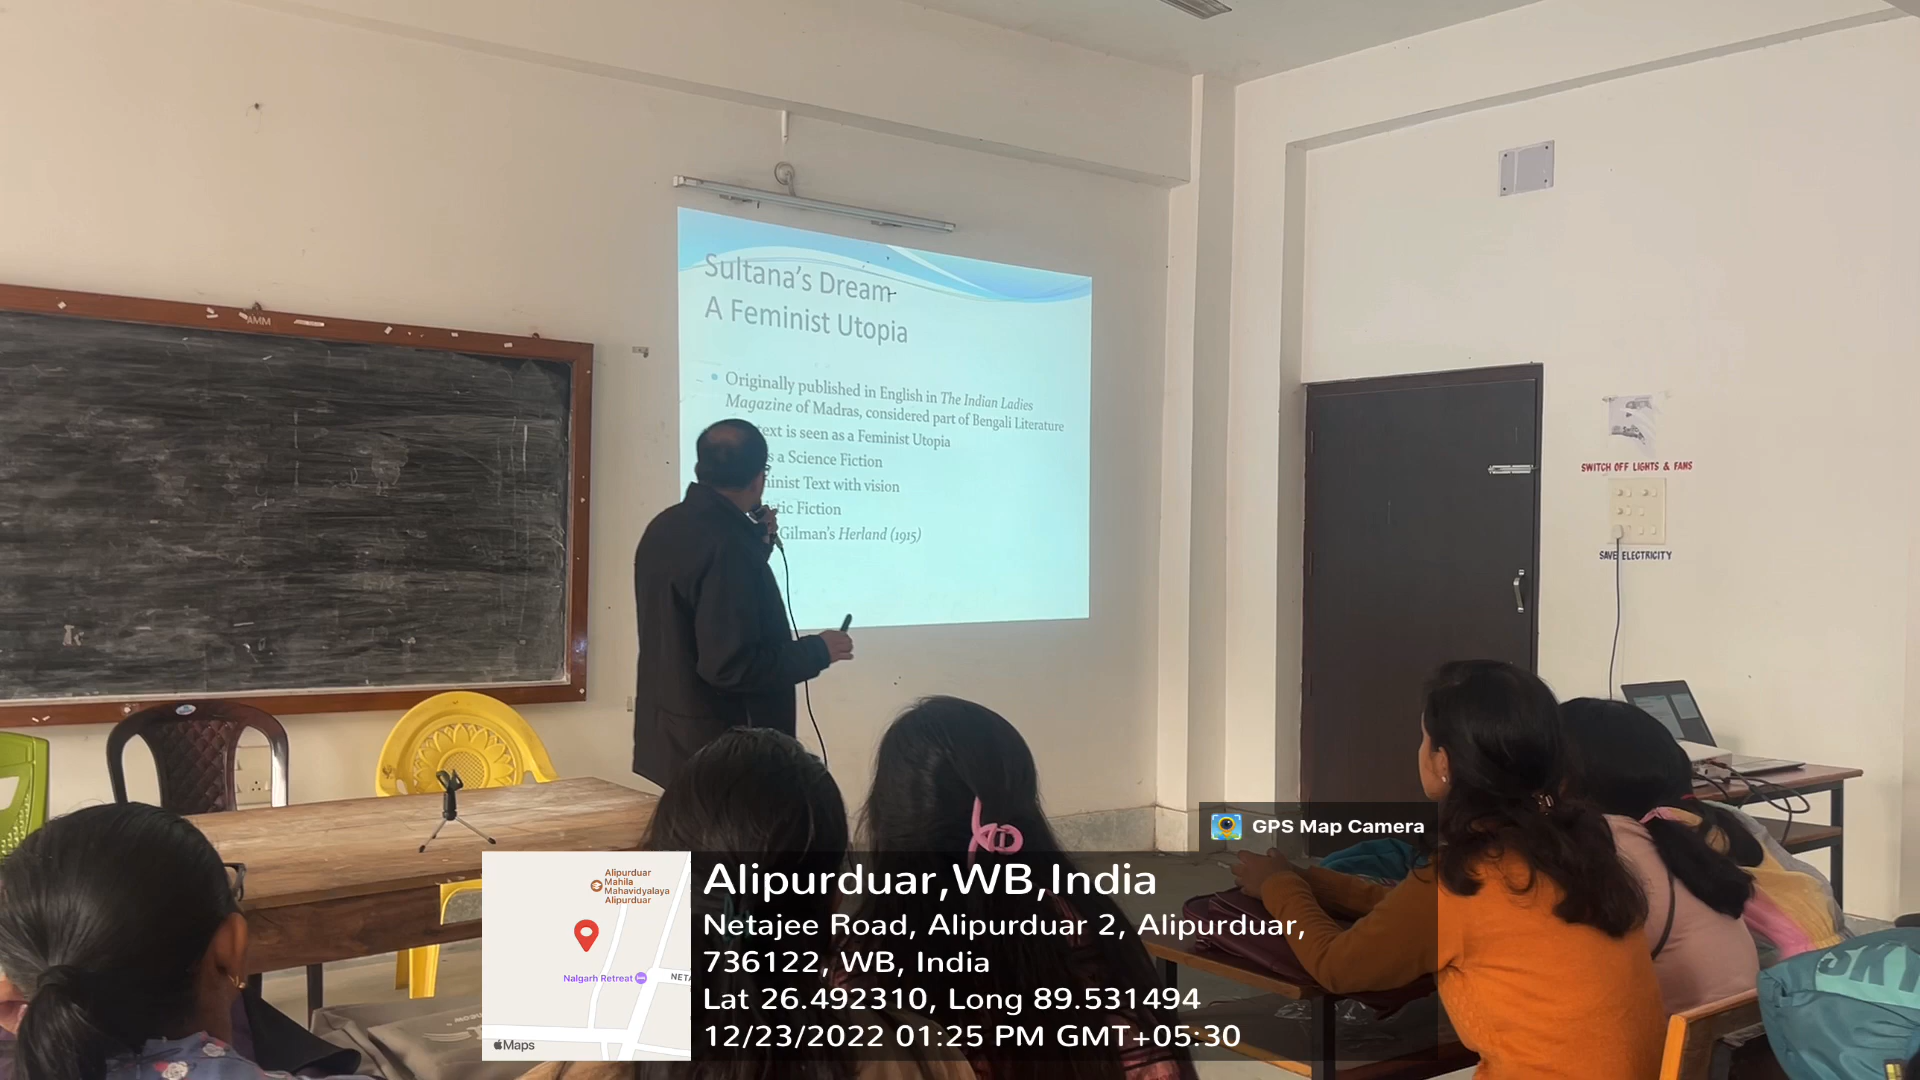 AMM
Sultana's Dream
A Feminist Utopia
Originally published in English in The Indian Ladies
Magazine of Madras, considered part of Bengali Literature
text is seen as a Feminist Utopia
a Science Fiction
Text with vision
Fiction
Gilman's Herland (1915)
SWITCH OFF LIGHTS & FANS
SAVE ELECTRICITY
GPS Map Camera
Alipurduar
Mahila
Mahavidyalaya
Alipurduar
Nalgarh Retreat
NETA
Maps
Alipurduar,WB,India
Netajee Road, Alipurduar 2, Alipurduar,
736122, WB, India
Lat 26.492310, Long 89.531494
12/23/2022 01:25 PM GMT+05:30
SKY